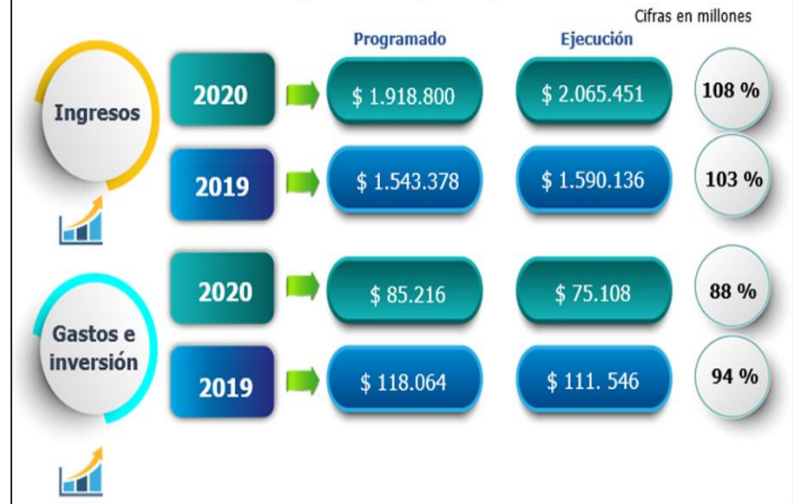 Cifras en millones
Programado Ejecución
Ingresos
2020 $ 1.918.800 $ 2.065.451 108 %
2019 $ 1.543.378 $ 1.590.136 103 %
Gastos e
inversión
2020 $ 85.216 $ 75.108 88 %
2019 $ 118.064 $ 111. 546 94 %